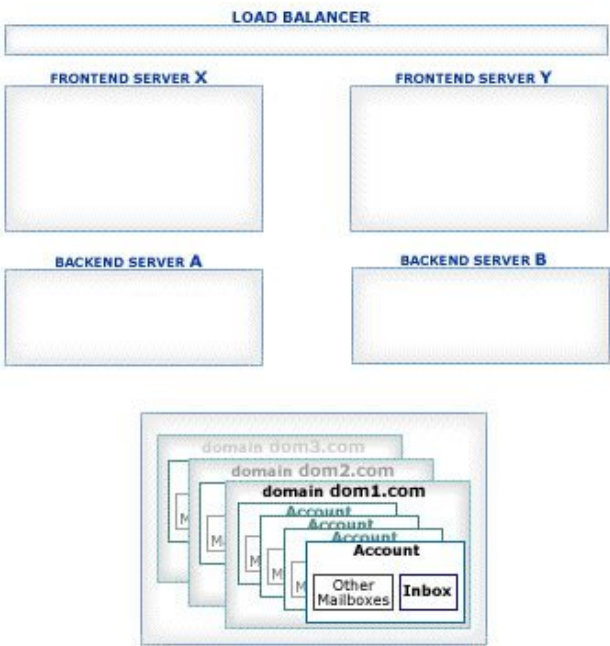 LOAD BALANCER
FRONTEND SERVER X
FRONTEND SERVER Y
BACKEND SERVER A
BACKEND SERVER B
domain dom3.com
domain dom2.com
domain dom1.com
Account
Account
Account
Account
M
M
M
M
M
Other
Mailboxes
Inbox